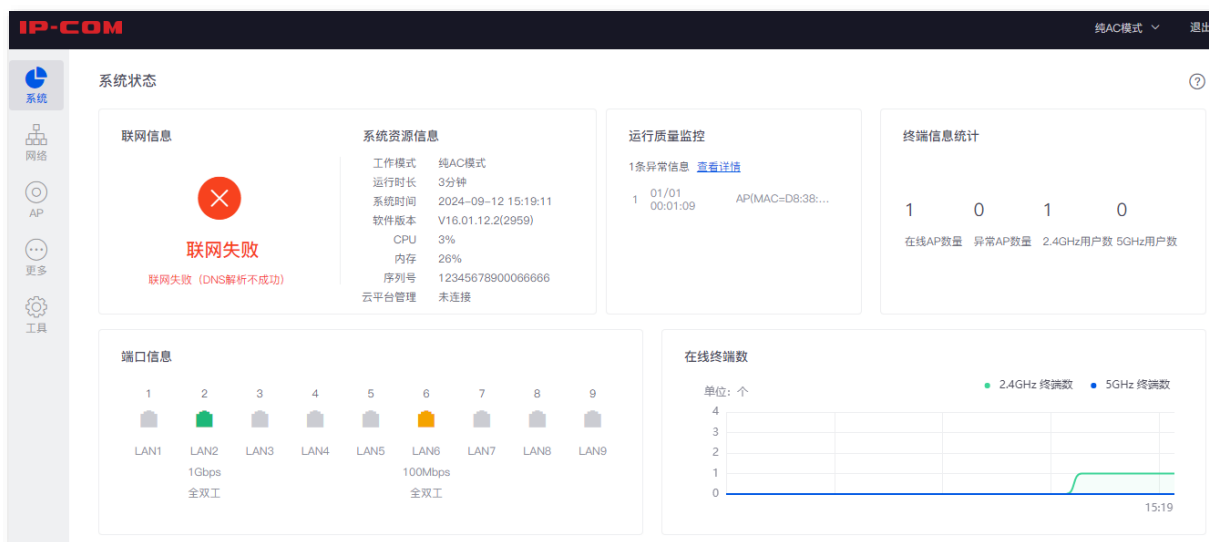 IP-COM
纯AC模式
退出
系统
网络
AP
更多
工具
系统状态
联网信息
联网失败
联网失败（DNS解析不成功）
系统资源信息
工作模式 纯AC模式
运行时长 3分钟
系统时间 2024-09-12 15:19:11
软件版本 V16.01.12.2(2959)
CPU 3%
内存 26%
序列号 12345678900066666
云平台管理 未连接
运行质量监控
1条异常信息 查看详情
1 01/01 00:01:09 AP(MAC=D8:38:...
终端信息统计
1 0 1 0
在线AP数量 异常AP数量 2.4GHz用户数 5GHz用户数
端口信息
1 2 3 4 5 6 7 8 9
LAN1 LAN2 LAN3 LAN4 LAN5 LAN6 LAN7 LAN8 LAN9
1Gbps 100Mbps
全双工 全双工
在线终端数
单位：个
2.4GHz 终端数 5GHz 终端数
4
3
2
1
0
15:19